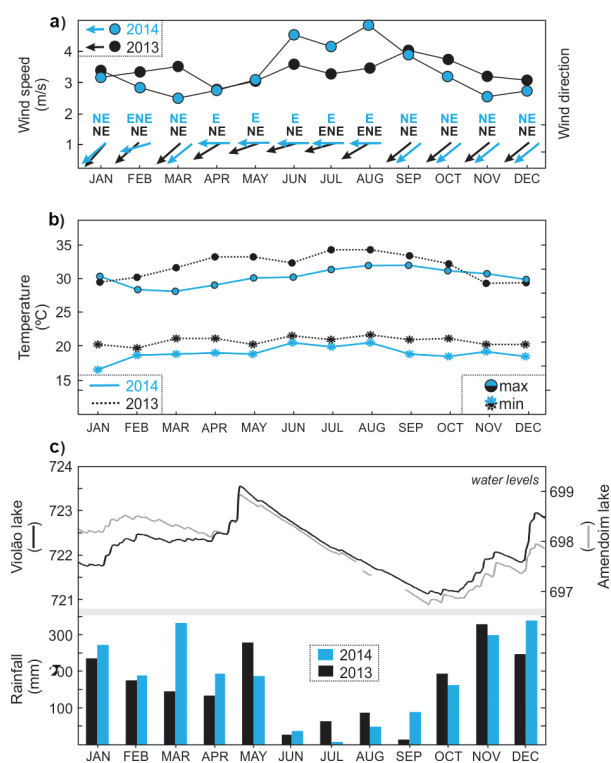 a)
2014
2013
Wind speed
(m/s)
4
3
2
1
Wind direction
NE ENE NE E E E E E NE NE NE NE
NE NE NE NE NE NE ENE NE NE NE NE NE
JAN FEB MAR APR MAY JUN JUL AUG SEP OCT NOV DEC
b)
Temperature
(ºC)
35
30
25
20
15
2014
2013
max
min
JAN FEB MAR APR MAY JUN JUL AUG SEP OCT NOV DEC
c)
water levels
Violão lake
724
723
722
721
699
698
697
Amendoim lake
Rainfall
(mm)
300
00
100
2014
2013
JAN FEB MAR APR MAY JUN JUL AUG SEP OCT NOV DEC